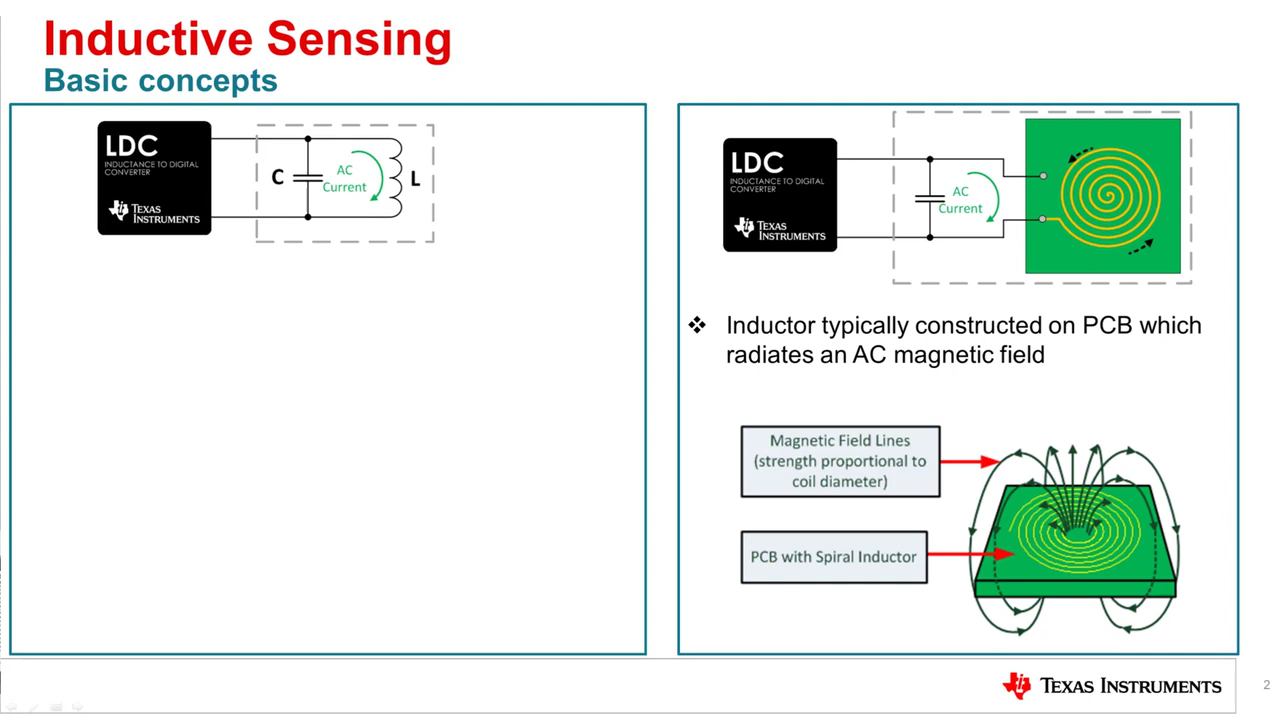 Inductive Sensing
Basic concepts
LDC
INDUCTANCE TO DIGITAL
CONVERTER
TEXAS
INSTRUMENTS
C
AC
Current
L
LDC
INDUCTANCE TO DIGITAL
CONVERTER
TEXAS
INSTRUMENTS
AC
Current
❖ Inductor typically constructed on PCB which
radiates an AC magnetic field
Magnetic Field Lines
(strength proportional to
coil diameter)
PCB with Spiral Inductor
TEXAS INSTRUMENTS
2